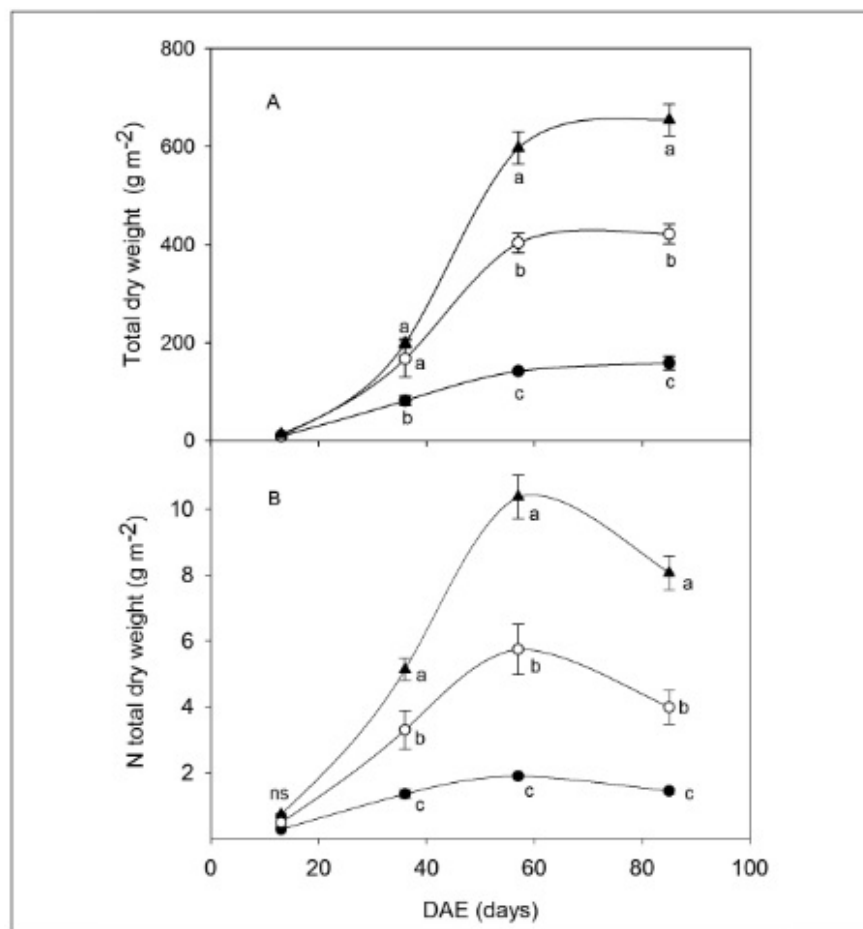 800
A
600
a
a
400
b
b
200
a
a
b
c
c
0
Total dry weight (g m⁻²)
B
10
a
8
a
6
b
4
a
b
b
2
ns
c
c
c
0 20 40 60 80 100
N total dry weight (g m⁻²)
DAE (days)